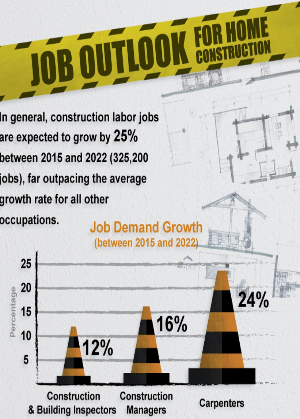 JOB OUTLOOK FOR HOME CONSTRUCTION
In general, construction labor jobs
are expected to grow by 25%
between 2015 and 2022 (325,200
jobs), far outpacing the average
growth rate for all other
occupations.
Job Demand Growth
(between 2015 and 2022)
Percentage
25
20
15
10
5
12%
16%
24%
Construction
& Building Inspectors
Construction
Managers
Carpenters